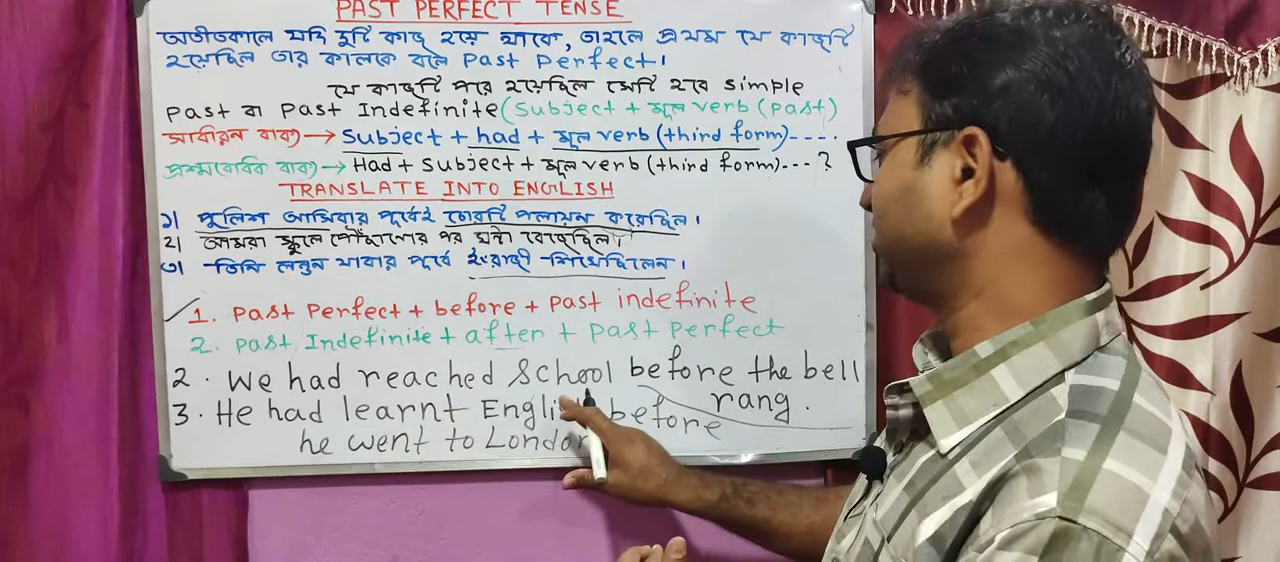 PAST PERFECT TENSE
অতীতকালে যদি দুটি কাজ হয়ে থাকে, তাহলে প্রথম যে কাজটি
হয়েছিল তার কালকে বলে Past Perfect।
যে কাজটি পরে হয়েছিল সেটি হবে simple
Past বা Past Indefinite (Subject + মূল verb (past)
সাধারন বাক্য → Subject + had + মূল verb (third form)----.
প্রশ্নবোধক বাক্য → Had + subject + মূল verb (third form)---?
TRANSLATE INTO ENGLISH
১। পুলিশ আসিবার পূর্বেই চোরটি পলায়ন করেছিল।
২। আমরা স্কুলে পৌঁছানোর পর ঘন্টা বেজেছিল।
৩। তিনি লন্ডন যাবার পূর্বে ইংরাজী শিখেছিলেন।
1. Past Perfect + before + past indefinite
2. Past Indefinite + after + Past Perfect
2. We had reached School before the bell
rang.
3. He had learnt English before
he went to London